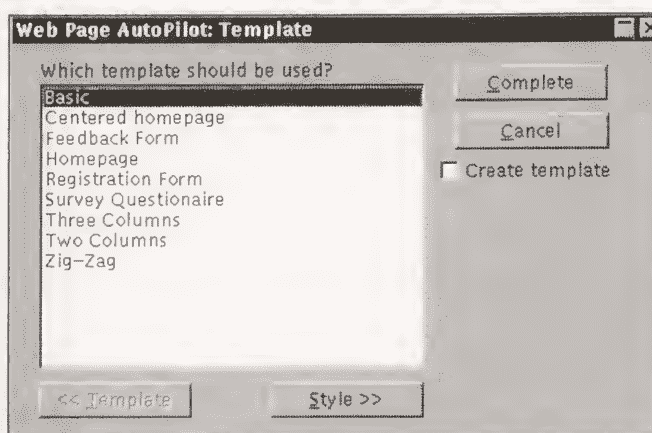 Web Page AutoPilot: Template
Which template should be used?
Basic
Centered homepage
Feedback Form
Homepage
Registration Form
Survey Questionaire
Three Columns
Two Columns
Zig-Zag
Complete
Cancel
Create template
<< Template
Style >>